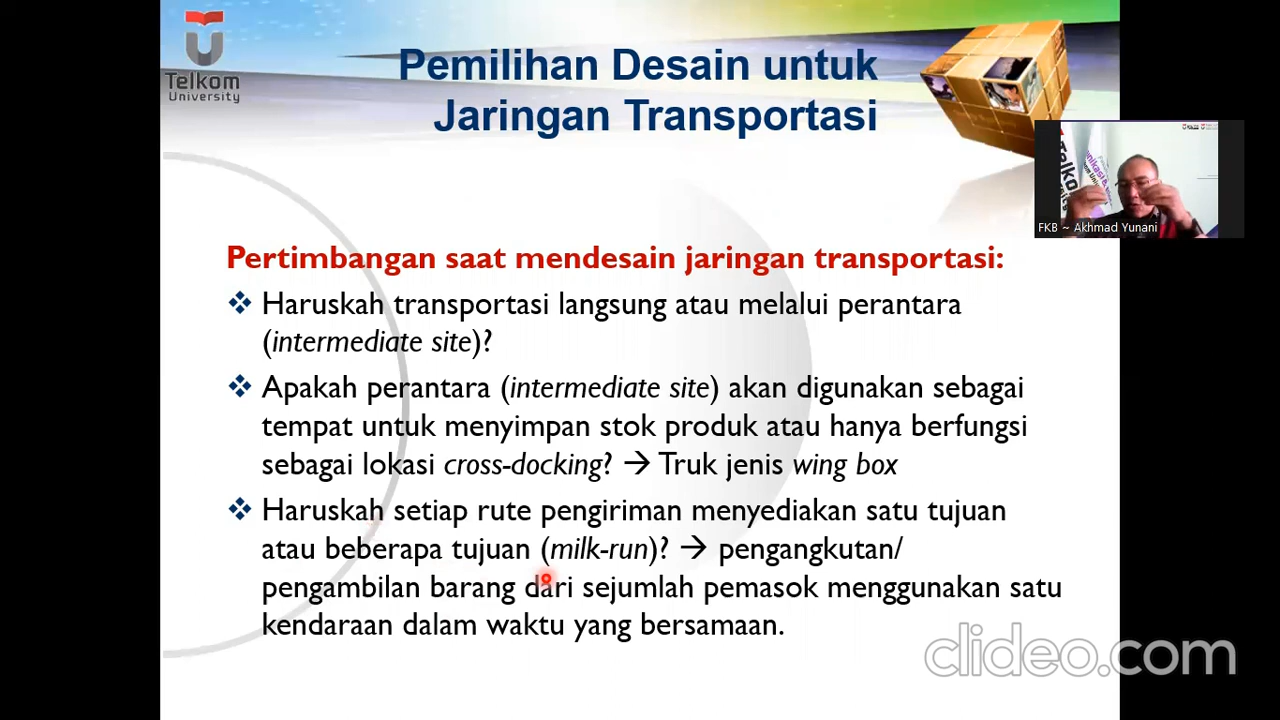 Telkom
University
Pemilihan Desain untuk
Jaringan Transportasi
FKB ~ Akhmad Yunani
Pertimbangan saat mendesain jaringan transportasi:
Haruskah transportasi langsung atau melalui perantara
(intermediate site)?
Apakah perantara (intermediate site) akan digunakan sebagai
tempat untuk menyimpan stok produk atau hanya berfungsi
sebagai lokasi cross-docking? → Truk jenis wing box
Haruskah setiap rute pengiriman menyediakan satu tujuan
atau beberapa tujuan (milk-run)? → pengangkutan/
pengambilan barang dari sejumlah pemasok menggunakan satu
kendaraan dalam waktu yang bersamaan.
clideo.com